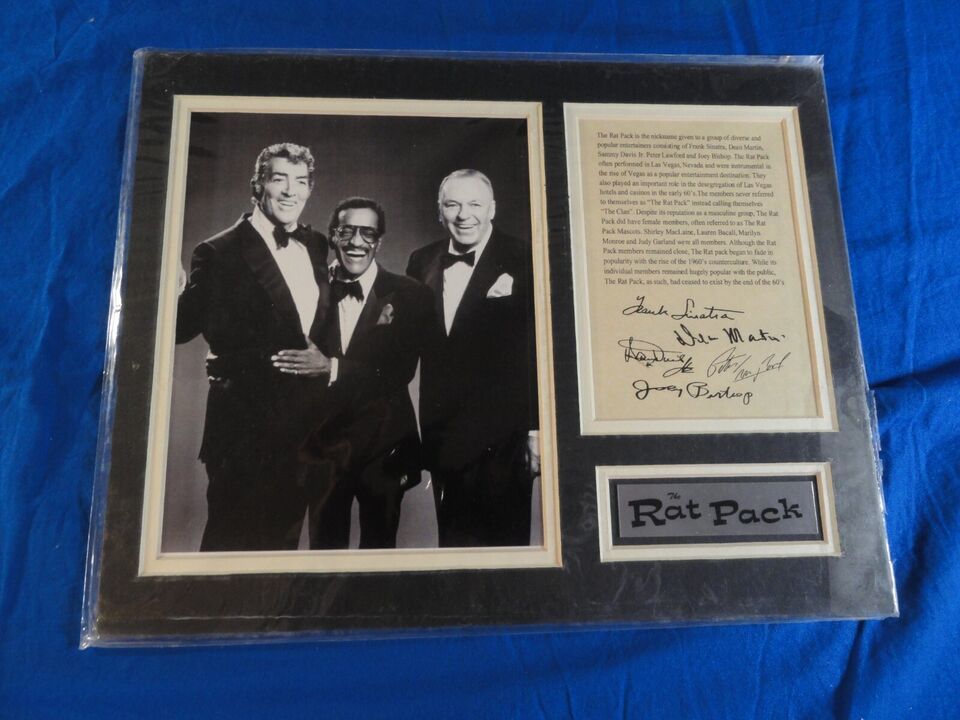 The Rat Pack is the nickname given to a group of diverse and
popular entertainers consisting of Frank Sinatra, Dean Martin,
Sammy Davis Jr. Peter Lawford and Joey Bishop. The Rat Pack
often performed in Las Vegas, Nevada and were instrumental in
the rise of Vegas as a popular entertainment destination. They
also played an important role in the desegregation of Las Vegas
hotels and casinos in the early 60's.The members never referred
to themselves as "The Rat Pack" instead calling themselves
"The Clan". Despite its reputation as a masculine group, The Rat
Pack did have female members, often referred to as The Rat
Pack Mascots. Shirley MacLaine, Lauren Bacall, Marilyn
Monroe and Judy Garland were all members. Although the Rat
Pack members remained close, The Rat pack began to fade its
popularity with the rise of the 1960's counterculture. While its
individual members remained hugely popular with the public,
The Rat Pack, as such, had ceased to exist by the end of the 60's
Frank Sinatra
Dean Martin
Sammy Davis Jr
Peter Lawford
Joey Bishop
The
Rat Pack